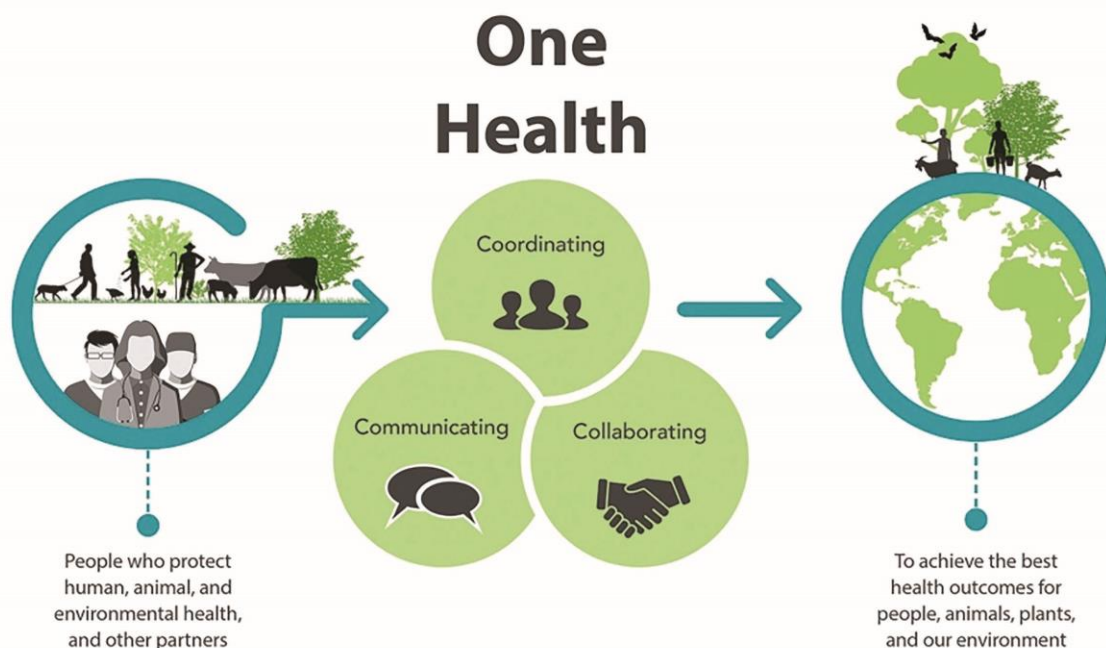 One
Health
Coordinating
Communicating
Collaborating
People who protect
human, animal, and
environmental health,
and other partners
To achieve the best
health outcomes for
people, animals, plants,
and our environment